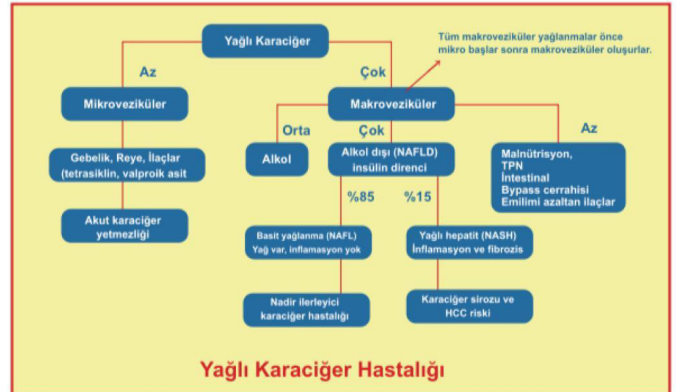 Yağlı Karaciğer
Tüm makroveziküler yağlanmalar önce
mikro başlar sonra makroveziküler oluşurlar.
Az
Çok
Mikroveziküler
Makroveziküler
Orta
Çok
Az
Gebelik, Reye, İlaçlar
(tetrasiklin, valproik asit
Alkol
Alkol dışı (NAFLD)
insülin direnci
Malnütrisyon,
TPN
İntestinal
Bypass cerrahisi
Emilimi azaltan ilaçlar
%85
%15
Akut karaciğer
yetmezliği
Basit yağlanma (NAFL)
Yağ var, inflamasyon yok
Yağlı hepatit (NASH)
İnflamasyon ve fibrozis
Nadir ilerleyici
karaciğer hastalığı
Karaciğer sirozu ve
HCC riski
Yağlı Karaciğer Hastalığı